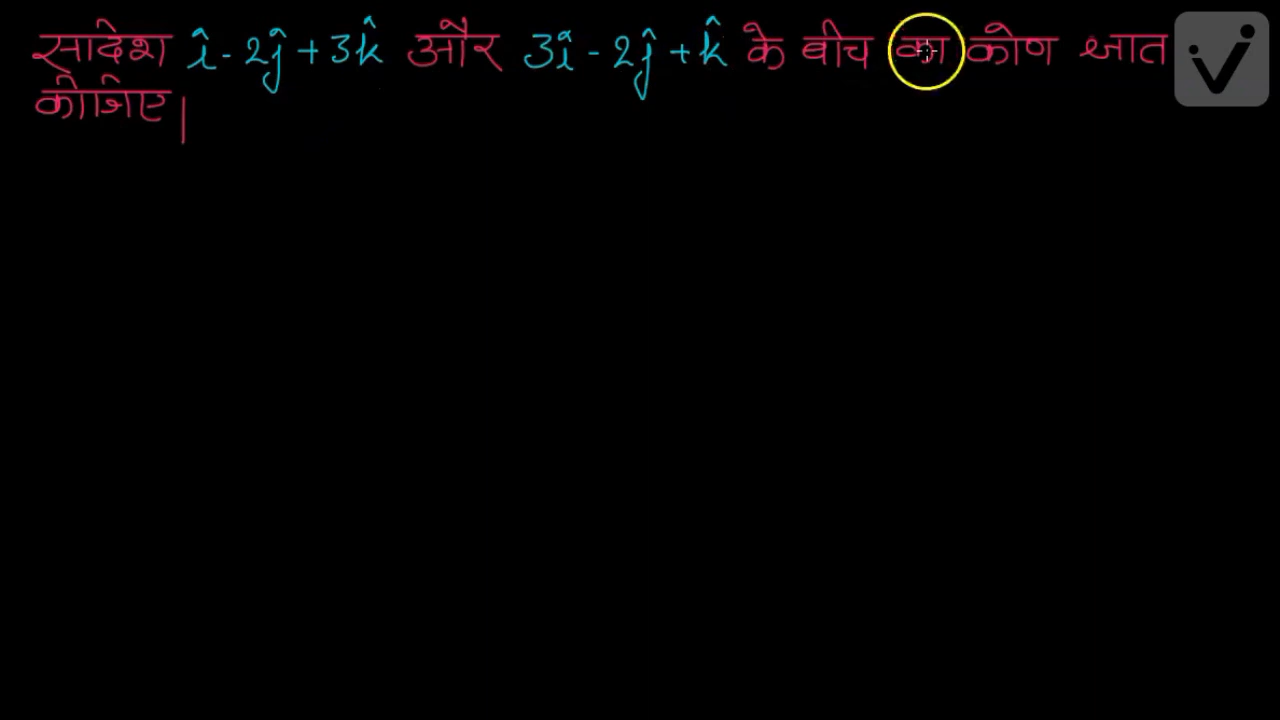 सादिश î - 2ĵ + 3k̂ और 3î - 2ĵ + k̂ के बीच का कोण ज्ञात
कीजिए।